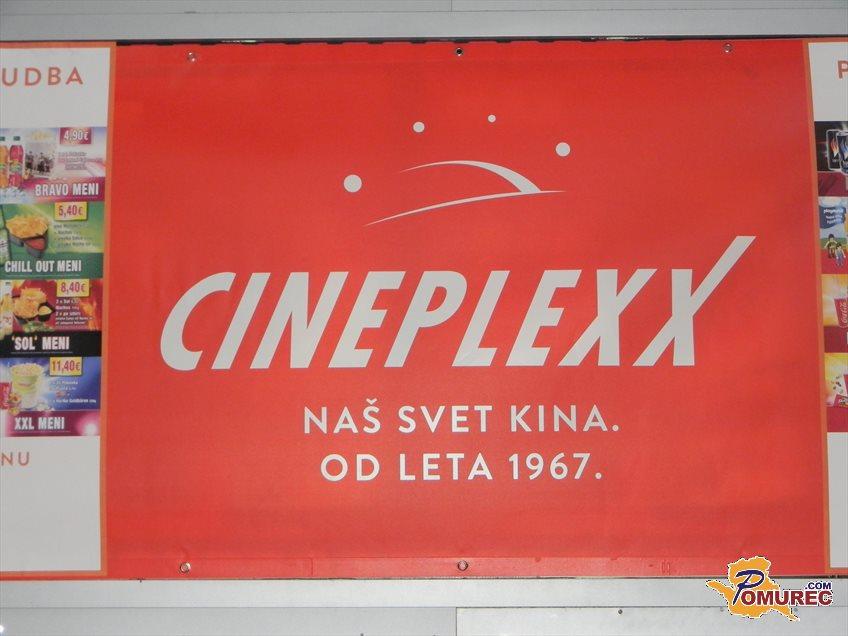 UDBA
4,90€
BRAVO MENI
5,40€
CHILL OUT MENI
8,40€
'SOL' MENI
11,40€
XXL MENI
NU
CINEPLEXX
NAŠ SVET KINA.
OD LETA 1967.
P
POMUREC.COM